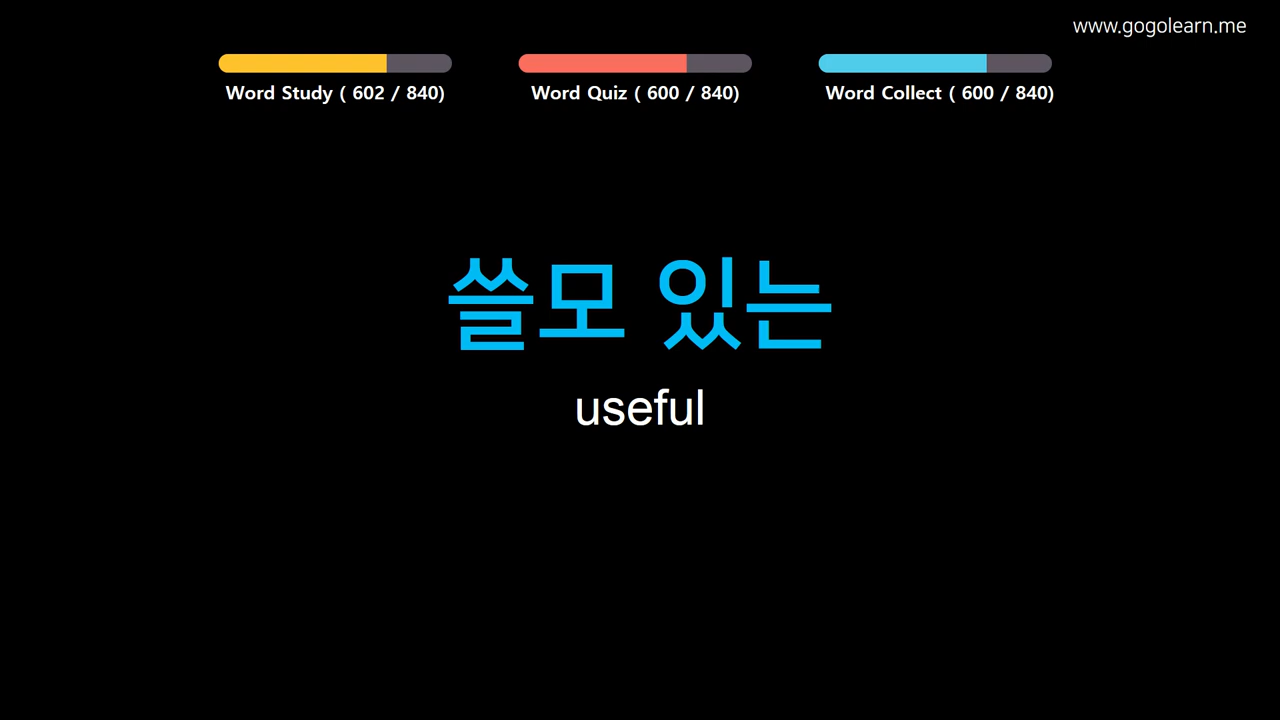 www.gogolearn.me
Word Study ( 602 / 840)
Word Quiz ( 600 / 840)
Word Collect ( 600 / 840)
쓸모 있는
useful